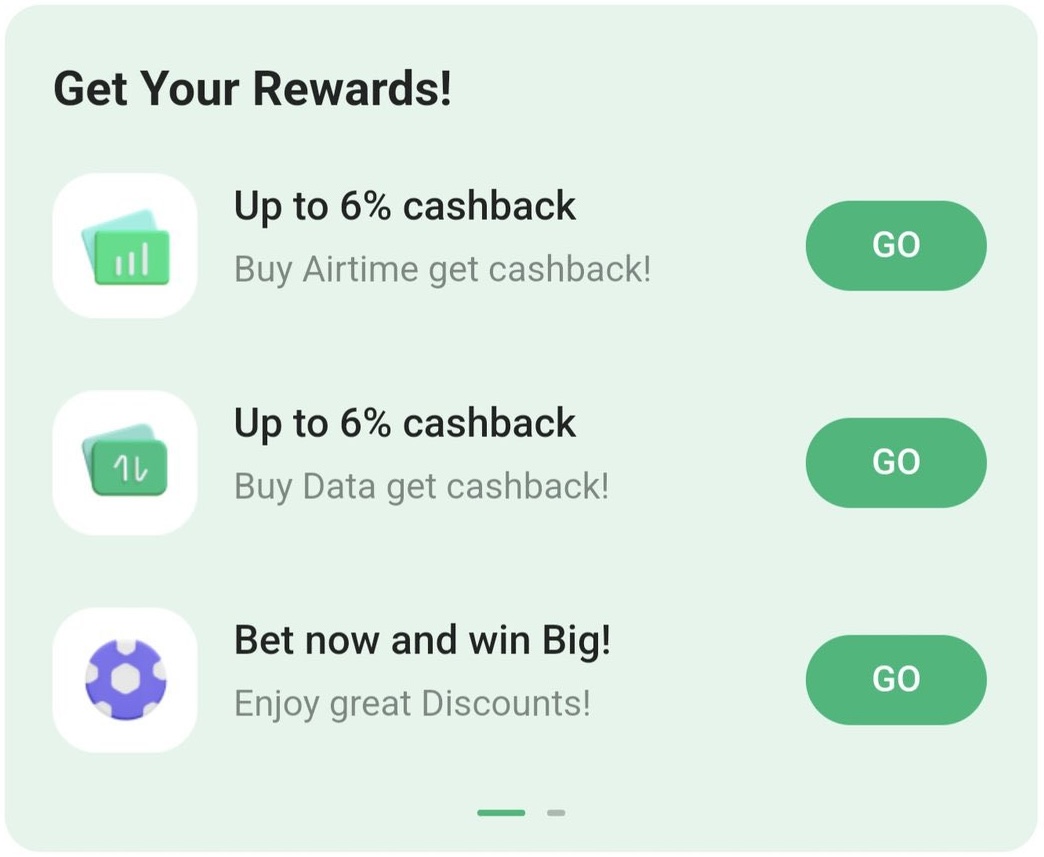 Get Your Rewards!
Up to 6% cashback
Buy Airtime get cashback!
GO
Up to 6% cashback
Buy Data get cashback!
GO
Bet now and win Big!
Enjoy great Discounts!
GO